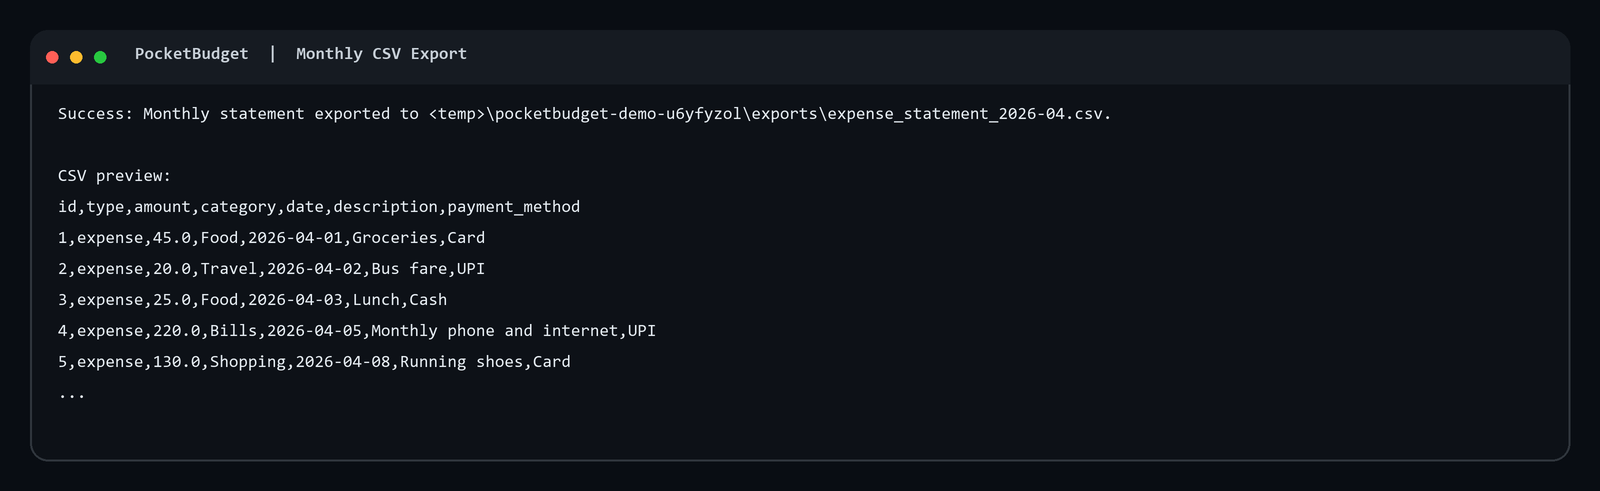 PocketBudget | Monthly CSV Export
Success: Monthly statement exported to <temp>\pocketbudget-demo-u6yfyzol\exports\expense_statement_2026-04.csv.
CSV preview:
id,type,amount,category,date,description,payment_method
1,expense,45.0,Food,2026-04-01,Groceries,Card
2,expense,20.0,Travel,2026-04-02,Bus fare,UPI
3,expense,25.0,Food,2026-04-03,Lunch,Cash
4,expense,220.0,Bills,2026-04-05,Monthly phone and internet,UPI
5,expense,130.0,Shopping,2026-04-08,Running shoes,Card
...